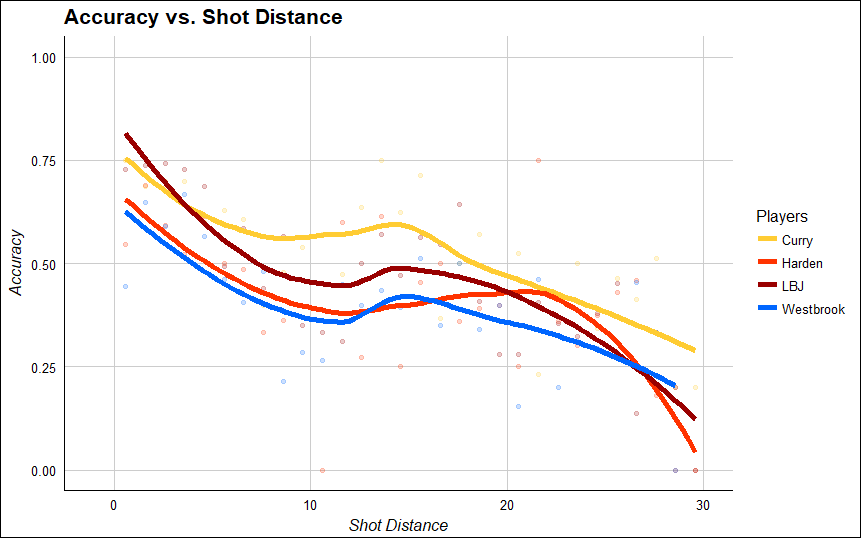 Accuracy vs. Shot Distance
1.00
0.75
0.50
0.25
0.00
Accuracy
0
10
20
30
Shot Distance
Players
Curry
Harden
LBJ
Westbrook